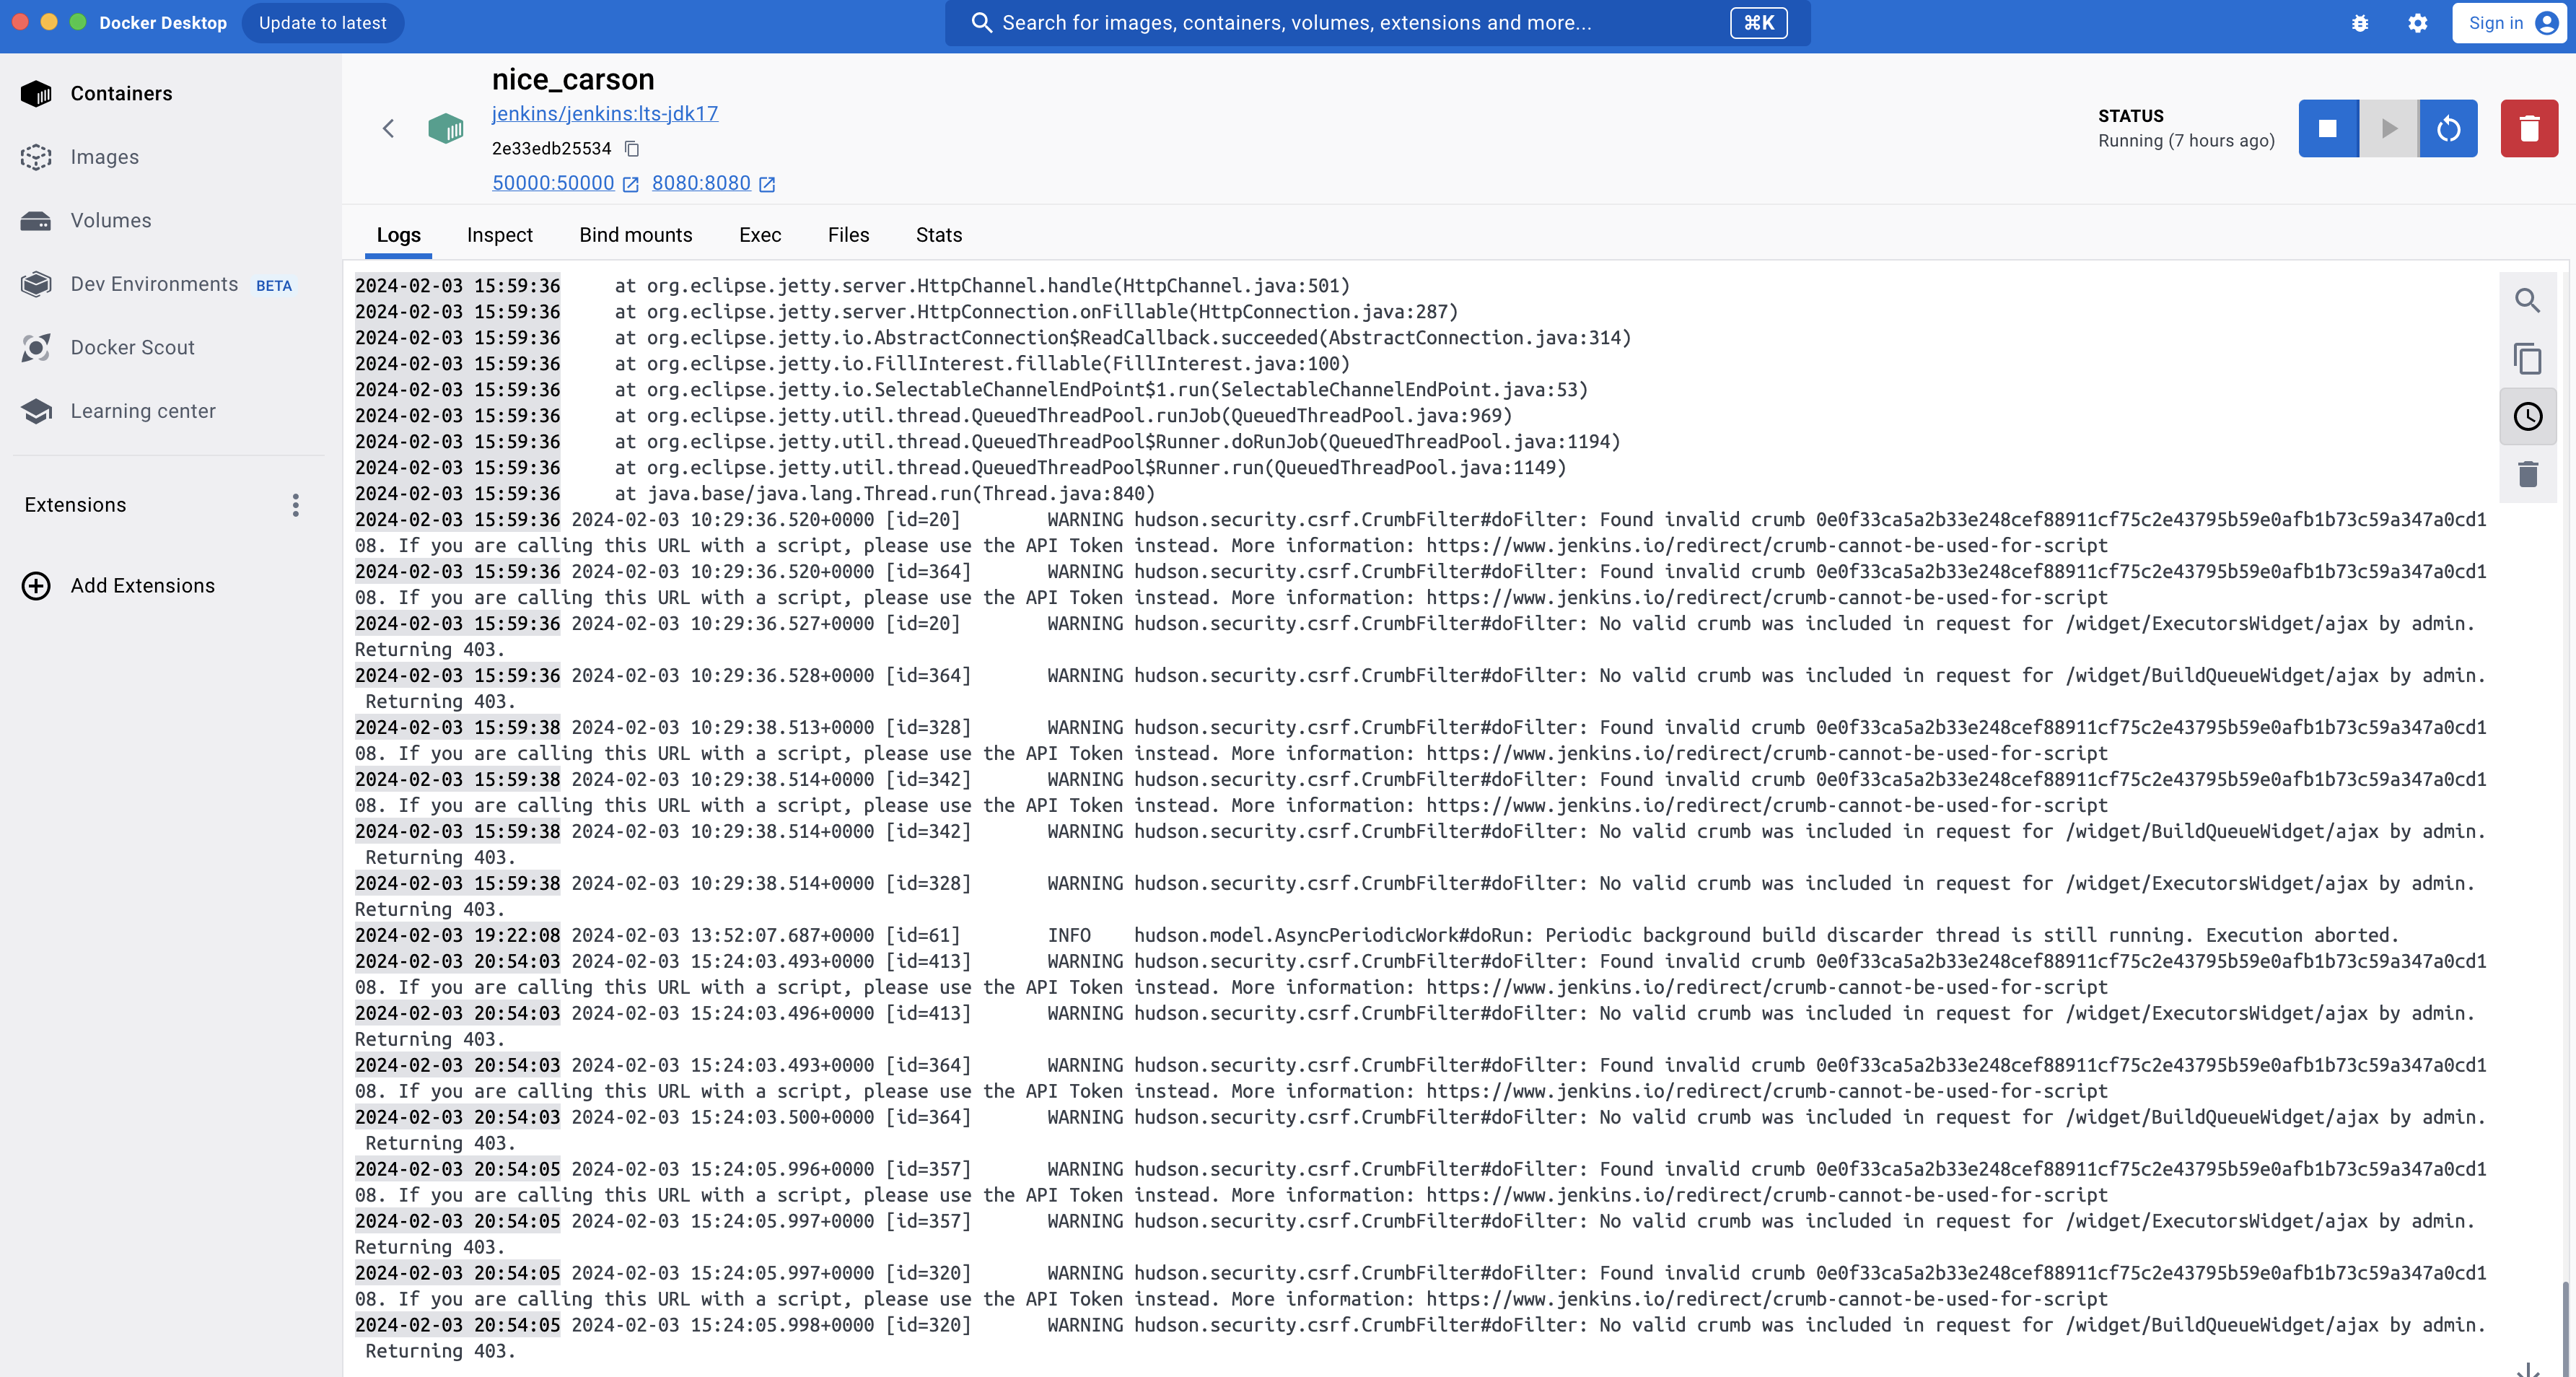 Docker Desktop
Update to latest
Search for images, containers, volumes, extensions and more...
⌘K
Sign in
Containers
Images
Volumes
Dev Environments BETA
Docker Scout
Learning center
Extensions
Add Extensions
nice_carson
jenkins/jenkins:lts-jdk17
2e33edb25534
50000:50000 8080:8080
STATUS
Running (7 hours ago)
Logs Inspect Bind mounts Exec Files Stats
2024-02-03 15:59:36     at org.eclipse.jetty.server.HttpChannel.handle(HttpChannel.java:501)
2024-02-03 15:59:36     at org.eclipse.jetty.server.HttpConnection.onFillable(HttpConnection.java:287)
2024-02-03 15:59:36     at org.eclipse.jetty.io.AbstractConnection$ReadCallback.succeeded(AbstractConnection.java:314)
2024-02-03 15:59:36     at org.eclipse.jetty.io.FillInterest.fillable(FillInterest.java:100)
2024-02-03 15:59:36     at org.eclipse.jetty.io.SelectableChannelEndPoint$1.run(SelectableChannelEndPoint.java:53)
2024-02-03 15:59:36     at org.eclipse.jetty.util.thread.QueuedThreadPool.runJob(QueuedThreadPool.java:969)
2024-02-03 15:59:36     at org.eclipse.jetty.util.thread.QueuedThreadPool$Runner.doRunJob(QueuedThreadPool.java:1194)
2024-02-03 15:59:36     at org.eclipse.jetty.util.thread.QueuedThreadPool$Runner.run(QueuedThreadPool.java:1149)
2024-02-03 15:59:36     at java.base/java.lang.Thread.run(Thread.java:840)
2024-02-03 15:59:36 2024-02-03 10:29:36.520+0000 [id=20] WARNING hudson.security.csrf.CrumbFilter#doFilter: Found invalid crumb 0e0f33ca5a2b33e248cef88911cf75c2e43795b59e0afb1b73c59a347a0cd1
08. If you are calling this URL with a script, please use the API Token instead. More information: https://www.jenkins.io/redirect/crumb-cannot-be-used-for-script
2024-02-03 15:59:36 2024-02-03 10:29:36.520+0000 [id=364] WARNING hudson.security.csrf.CrumbFilter#doFilter: Found invalid crumb 0e0f33ca5a2b33e248cef88911cf75c2e43795b59e0afb1b73c59a347a0cd1
08. If you are calling this URL with a script, please use the API Token instead. More information: https://www.jenkins.io/redirect/crumb-cannot-be-used-for-script
2024-02-03 15:59:36 2024-02-03 10:29:36.527+0000 [id=20] WARNING hudson.security.csrf.CrumbFilter#doFilter: No valid crumb was included in request for /widget/ExecutorsWidget/ajax by admin.
Returning 403.
2024-02-03 15:59:36 2024-02-03 10:29:36.528+0000 [id=364] WARNING hudson.security.csrf.CrumbFilter#doFilter: No valid crumb was included in request for /widget/BuildQueueWidget/ajax by admin.
Returning 403.
2024-02-03 15:59:38 2024-02-03 10:29:38.513+0000 [id=328] WARNING hudson.security.csrf.CrumbFilter#doFilter: Found invalid crumb 0e0f33ca5a2b33e248cef88911cf75c2e43795b59e0afb1b73c59a347a0cd1
08. If you are calling this URL with a script, please use the API Token instead. More information: https://www.jenkins.io/redirect/crumb-cannot-be-used-for-script
2024-02-03 15:59:38 2024-02-03 10:29:38.514+0000 [id=342] WARNING hudson.security.csrf.CrumbFilter#doFilter: Found invalid crumb 0e0f33ca5a2b33e248cef88911cf75c2e43795b59e0afb1b73c59a347a0cd1
08. If you are calling this URL with a script, please use the API Token instead. More information: https://www.jenkins.io/redirect/crumb-cannot-be-used-for-script
2024-02-03 15:59:38 2024-02-03 10:29:38.514+0000 [id=342] WARNING hudson.security.csrf.CrumbFilter#doFilter: No valid crumb was included in request for /widget/BuildQueueWidget/ajax by admin.
Returning 403.
2024-02-03 15:59:38 2024-02-03 10:29:38.514+0000 [id=328] WARNING hudson.security.csrf.CrumbFilter#doFilter: No valid crumb was included in request for /widget/ExecutorsWidget/ajax by admin.
Returning 403.
2024-02-03 19:22:08 2024-02-03 13:52:07.687+0000 [id=61] INFO hudson.model.AsyncPeriodicWork#doRun: Periodic background build discarder thread is still running. Execution aborted.
2024-02-03 20:54:03 2024-02-03 15:24:03.493+0000 [id=413] WARNING hudson.security.csrf.CrumbFilter#doFilter: Found invalid crumb 0e0f33ca5a2b33e248cef88911cf75c2e43795b59e0afb1b73c59a347a0cd1
08. If you are calling this URL with a script, please use the API Token instead. More information: https://www.jenkins.io/redirect/crumb-cannot-be-used-for-script
2024-02-03 20:54:03 2024-02-03 15:24:03.496+0000 [id=413] WARNING hudson.security.csrf.CrumbFilter#doFilter: No valid crumb was included in request for /widget/ExecutorsWidget/ajax by admin.
Returning 403.
2024-02-03 20:54:03 2024-02-03 15:24:03.493+0000 [id=364] WARNING hudson.security.csrf.CrumbFilter#doFilter: Found invalid crumb 0e0f33ca5a2b33e248cef88911cf75c2e43795b59e0afb1b73c59a347a0cd1
08. If you are calling this URL with a script, please use the API Token instead. More information: https://www.jenkins.io/redirect/crumb-cannot-be-used-for-script
2024-02-03 20:54:03 2024-02-03 15:24:03.500+0000 [id=364] WARNING hudson.security.csrf.CrumbFilter#doFilter: No valid crumb was included in request for /widget/BuildQueueWidget/ajax by admin.
Returning 403.
2024-02-03 20:54:05 2024-02-03 15:24:05.996+0000 [id=357] WARNING hudson.security.csrf.CrumbFilter#doFilter: Found invalid crumb 0e0f33ca5a2b33e248cef88911cf75c2e43795b59e0afb1b73c59a347a0cd1
08. If you are calling this URL with a script, please use the API Token instead. More information: https://www.jenkins.io/redirect/crumb-cannot-be-used-for-script
2024-02-03 20:54:05 2024-02-03 15:24:05.997+0000 [id=357] WARNING hudson.security.csrf.CrumbFilter#doFilter: No valid crumb was included in request for /widget/ExecutorsWidget/ajax by admin.
Returning 403.
2024-02-03 20:54:05 2024-02-03 15:24:05.997+0000 [id=320] WARNING hudson.security.csrf.CrumbFilter#doFilter: Found invalid crumb 0e0f33ca5a2b33e248cef88911cf75c2e43795b59e0afb1b73c59a347a0cd1
08. If you are calling this URL with a script, please use the API Token instead. More information: https://www.jenkins.io/redirect/crumb-cannot-be-used-for-script
2024-02-03 20:54:05 2024-02-03 15:24:05.998+0000 [id=320] WARNING hudson.security.csrf.CrumbFilter#doFilter: No valid crumb was included in request for /widget/BuildQueueWidget/ajax by admin.
Returning 403.